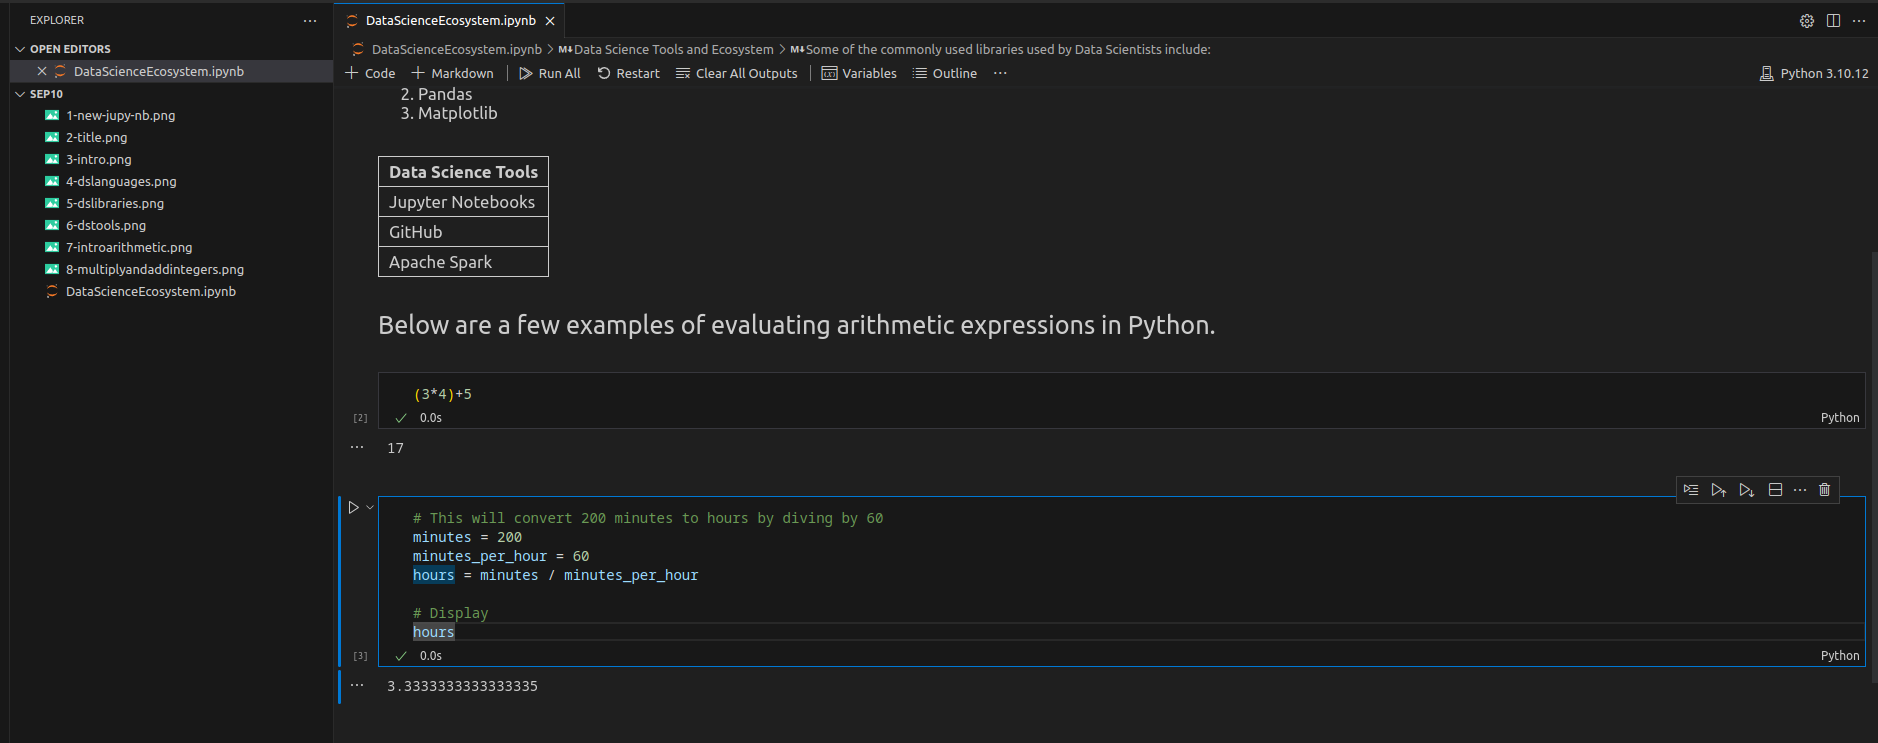 EXPLORER
OPEN EDITORS
DataScienceEcosystem.ipynb
SEP10
1-new-jupy-nb.png
2-title.png
3-intro.png
4-dslanguages.png
5-dslibraries.png
6-dstools.png
7-introarithmetic.png
8-multiplyandaddintegers.png
DataScienceEcosystem.ipynb
DataScienceEcosystem.ipynb
DataScienceEcosystem.ipynb > M↓Data Science Tools and Ecosystem > M↓Some of the commonly used libraries used by Data Scientists include:
+ Code + Markdown | Run All Restart Clear All Outputs | Variables Outline ··· Python 3.10.12
2. Pandas
3. Matplotlib
Data Science Tools
Jupyter Notebooks
GitHub
Apache Spark
Below are a few examples of evaluating arithmetic expressions in Python.
(3*4)+5
[2] ✓ 0.0s Python
17
# This will convert 200 minutes to hours by diving by 60
minutes = 200
minutes_per_hour = 60
hours = minutes / minutes_per_hour
# Display
hours
[3] ✓ 0.0s Python
3.3333333333333335